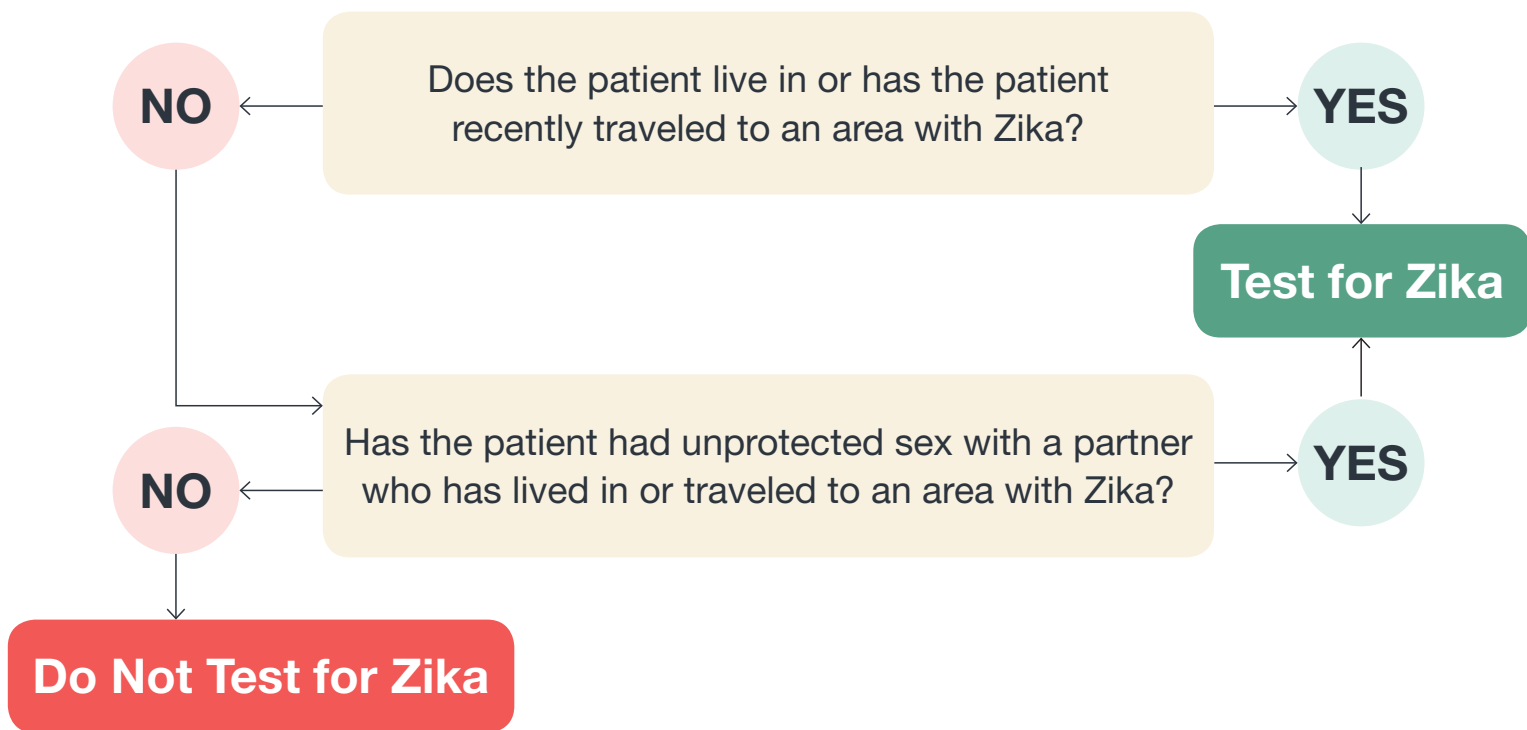 Does the patient live in or has the patient
recently traveled to an area with Zika?
NO
YES
Test for Zika
Has the patient had unprotected sex with a partner
who has lived in or traveled to an area with Zika?
NO
YES
Do Not Test for Zika